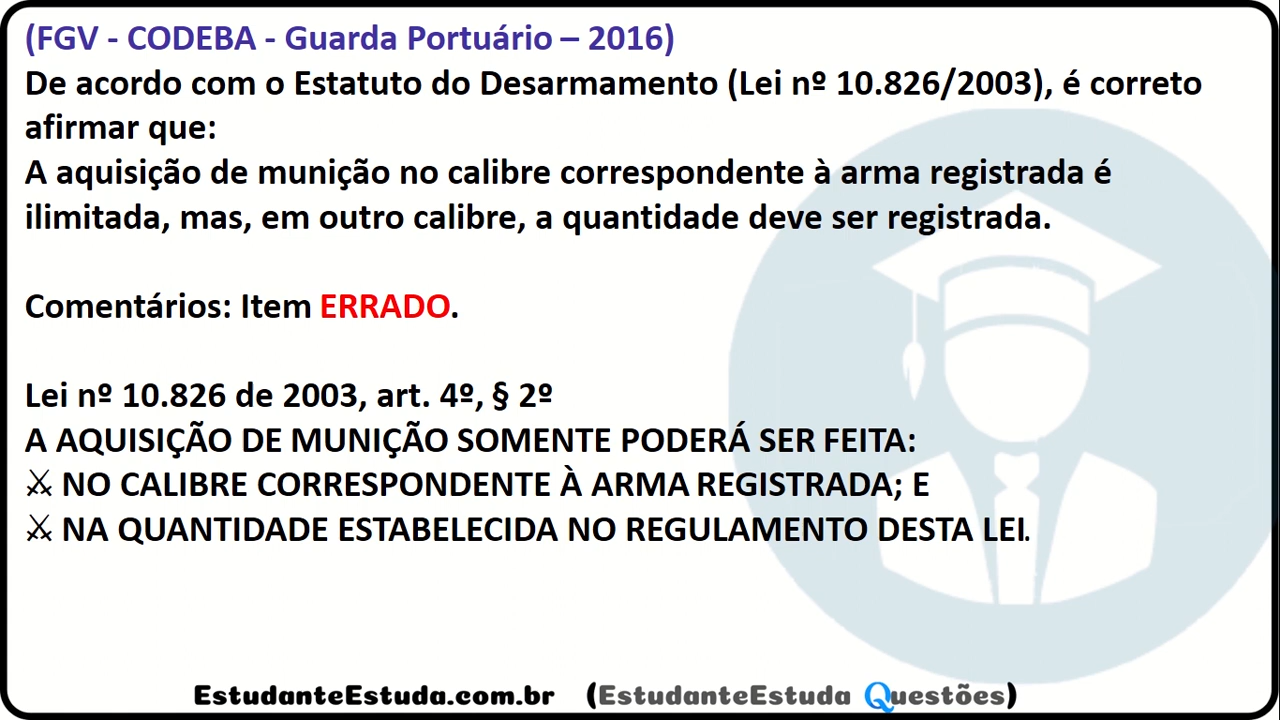 (FGV - CODEBA - Guarda Portuário – 2016)
De acordo com o Estatuto do Desarmamento (Lei nº 10.826/2003), é correto
afirmar que:
A aquisição de munição no calibre correspondente à arma registrada é
ilimitada, mas, em outro calibre, a quantidade deve ser registrada.
Comentários: Item ERRADO.
Lei nº 10.826 de 2003, art. 4º, § 2º
A AQUISIÇÃO DE MUNIÇÃO SOMENTE PODERÁ SER FEITA:
⚔ NO CALIBRE CORRESPONDENTE À ARMA REGISTRADA; E
⚔ NA QUANTIDADE ESTABELECIDA NO REGULAMENTO DESTA LEI.
EstudanteEstuda.com.br (EstudanteEstuda Questões)